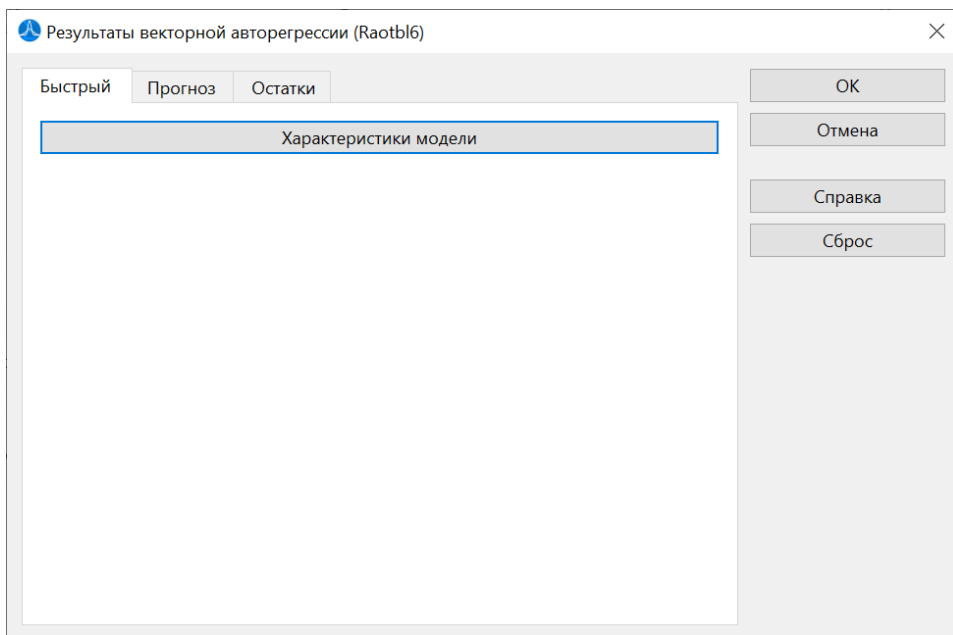 Результаты векторной авторегрессии (Raotbl6)
Быстрый
Прогноз
Остатки
Характеристики модели
OK
Отмена
Справка
Сброс